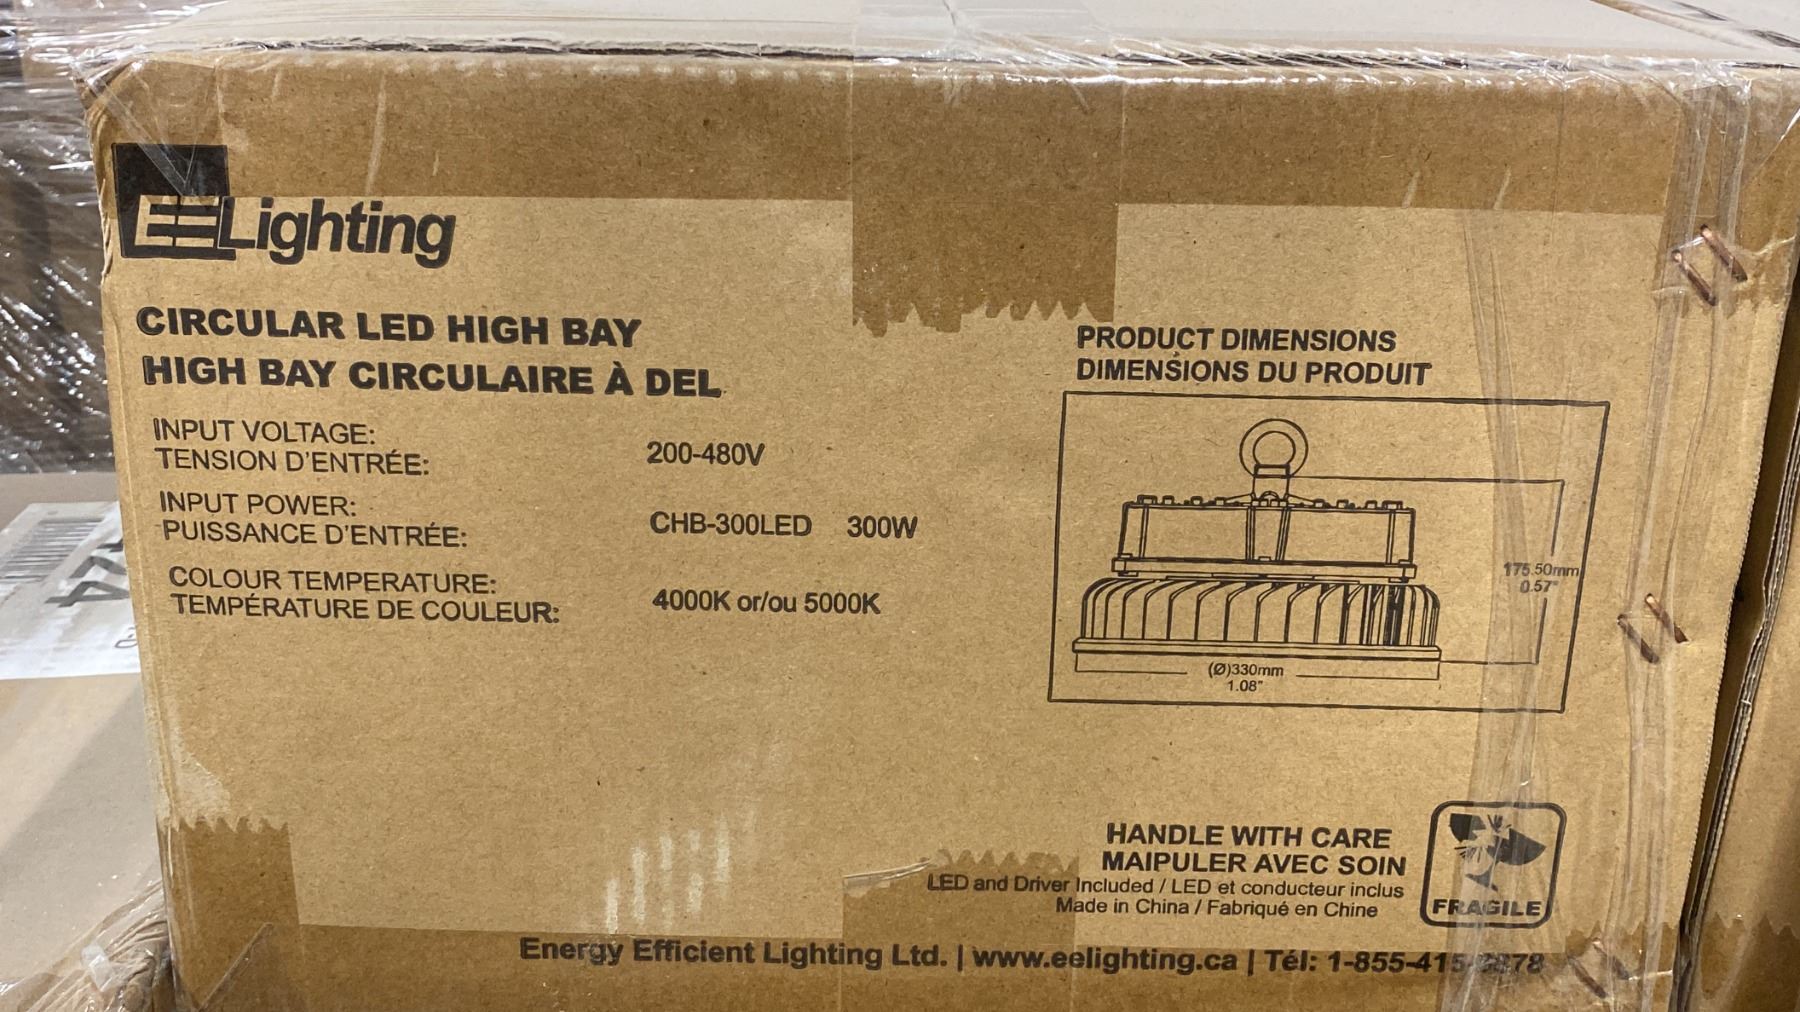 EELighting
CIRCULAR LED HIGH BAY
HIGH BAY CIRCULAIRE À DEL
INPUT VOLTAGE:
TENSION D'ENTRÉE:
200-480V
INPUT POWER:
PUISSANCE D'ENTRÉE:
CHB-300LED 300W
COLOUR TEMPERATURE:
TEMPÉRATURE DE COULEUR:
4000K or/ou 5000K
PRODUCT DIMENSIONS
DIMENSIONS DU PRODUIT
175.50mm
0.57"
(Ø)330mm
1.08"
HANDLE WITH CARE
MAIPULER AVEC SOIN
LED and Driver Included / LED et conducteur inclus
Made in China / Fabriqué en Chine
FRAGILE
Energy Efficient Lighting Ltd. | www.eelighting.ca | Tél: